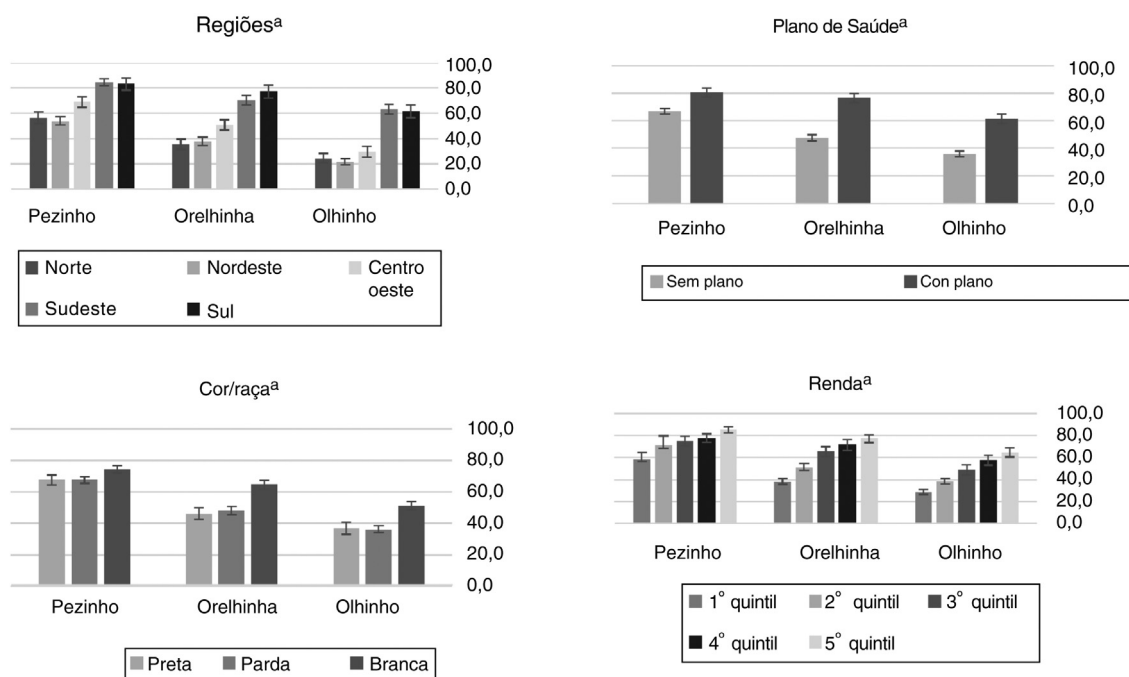 Regiõesᵃ
100,0
80,0
60,0
40,0
20,0
0,0
Pezinho Orelhinha Olhinho
Norte Nordeste Centro oeste
Sudeste Sul
Plano de Saúdeᵃ
100,0
80,0
60,0
40,0
20,0
0,0
Pezinho Orelhinha Olhinho
Sem plano Con plano
Cor/raçaᵃ
100,0
80,0
60,0
40,0
20,0
0,0
Pezinho Orelhinha Olhinho
Preta Parda Branca
Rendaᵃ
100,0
80,0
60,0
40,0
20,0
0,0
Pezinho Orelhinha Olhinho
1° quintil 2° quintil 3° quintil
4° quintil 5° quintil